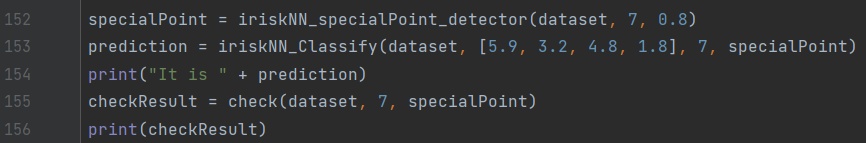 152 specialPoint = iriskNN_specialPoint_detector(dataset, 7, 0.8)
153 prediction = iriskNN_Classify(dataset, [5.9, 3.2, 4.8, 1.8], 7, specialPoint)
154 print("It is " + prediction)
155 checkResult = check(dataset, 7, specialPoint)
156 print(checkResult)